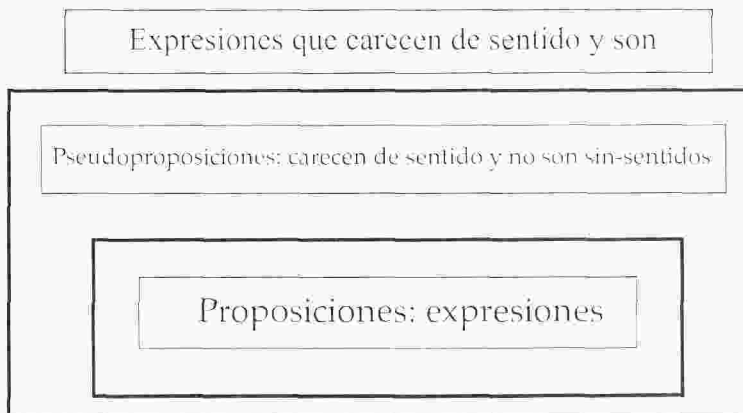 Expresiones que carecen de sentido y son
Pseudoproposiciones: carecen de sentido y no son sin-sentidos
Proposiciones: expresiones